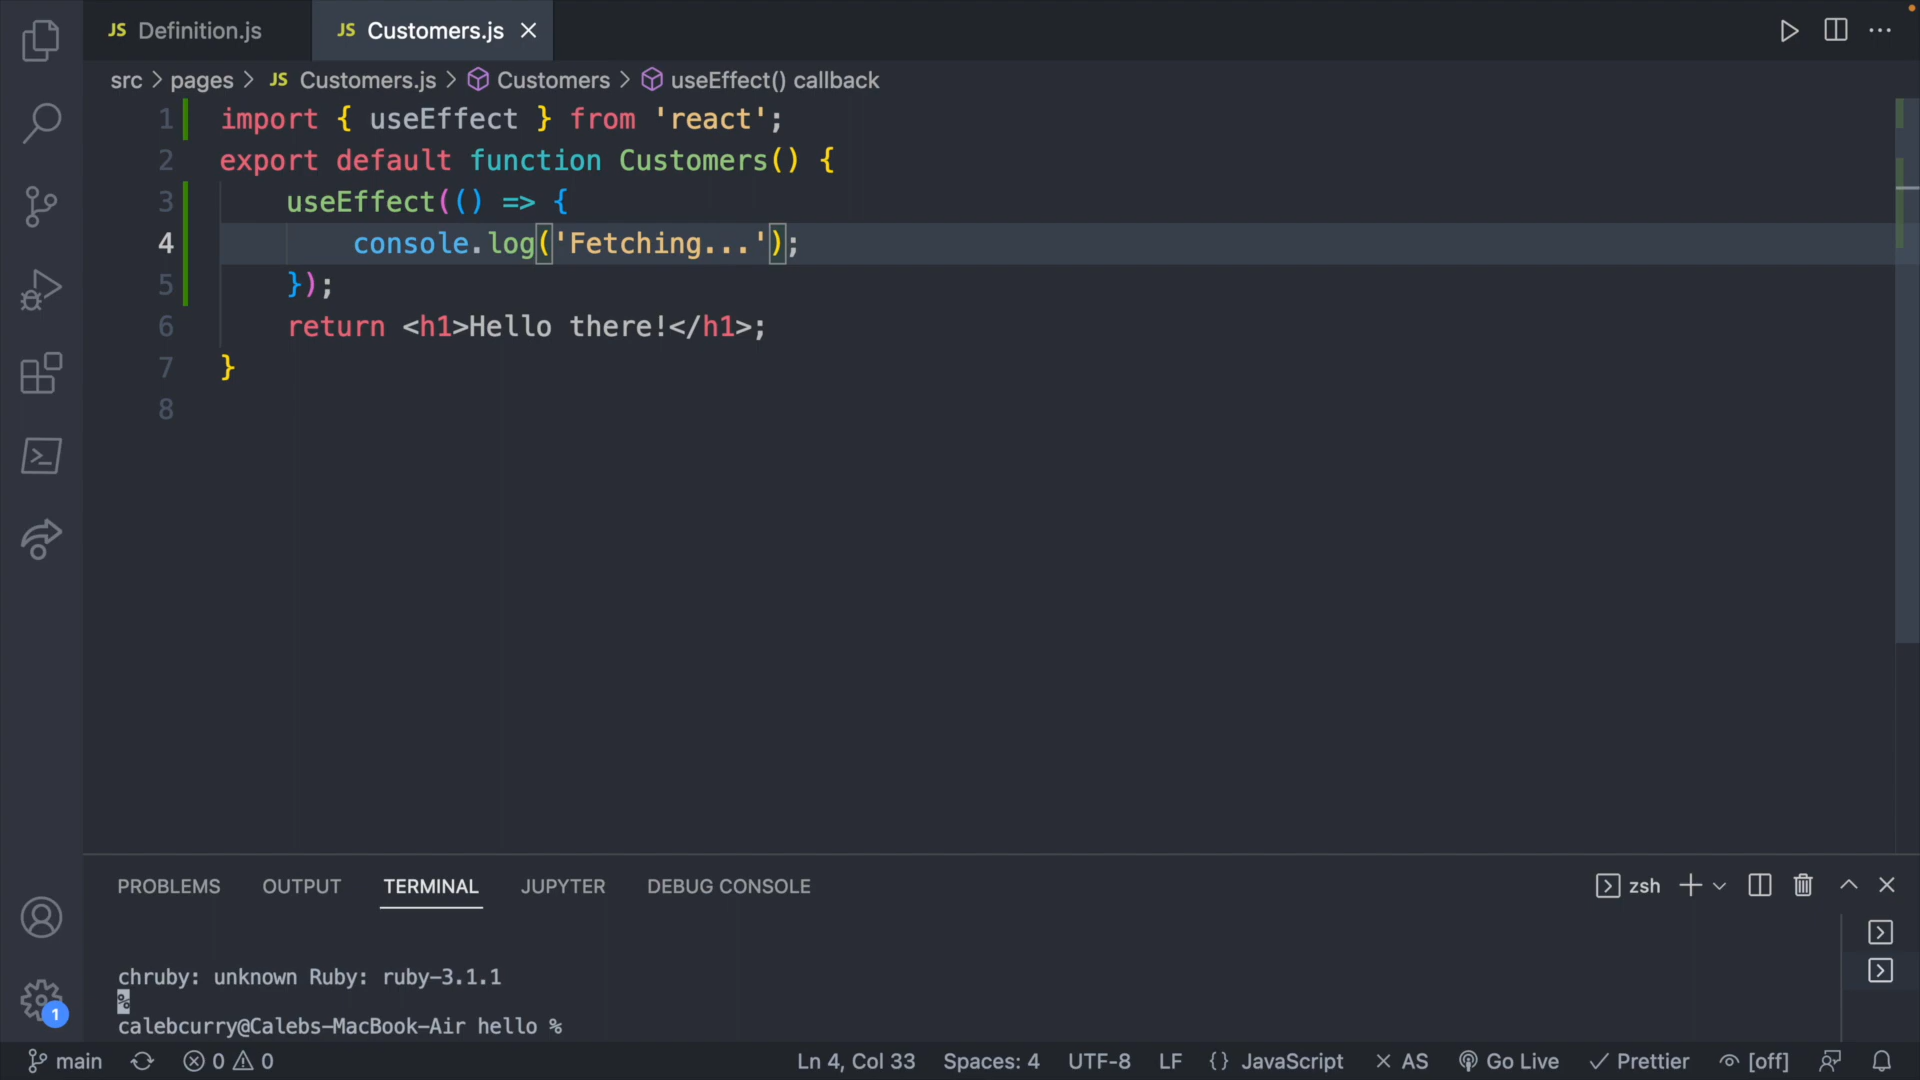 JS Definition.js JS Customers.js
src > pages > JS Customers.js > Customers > useEffect() callback
1 import { useEffect } from 'react';
2 export default function Customers() {
3 useEffect(() => {
4 console.log('Fetching...');
5 });
6 return <h1>Hello there!</h1>;
7 }
8
PROBLEMS OUTPUT TERMINAL JUPYTER DEBUG CONSOLE zsh
chruby: unknown Ruby: ruby-3.1.1
%
calebcurry@Calebs-MacBook-Air hello %
1
main 0 0 Ln 4, Col 33 Spaces: 4 UTF-8 LF {} JavaScript AS Go Live Prettier [off]